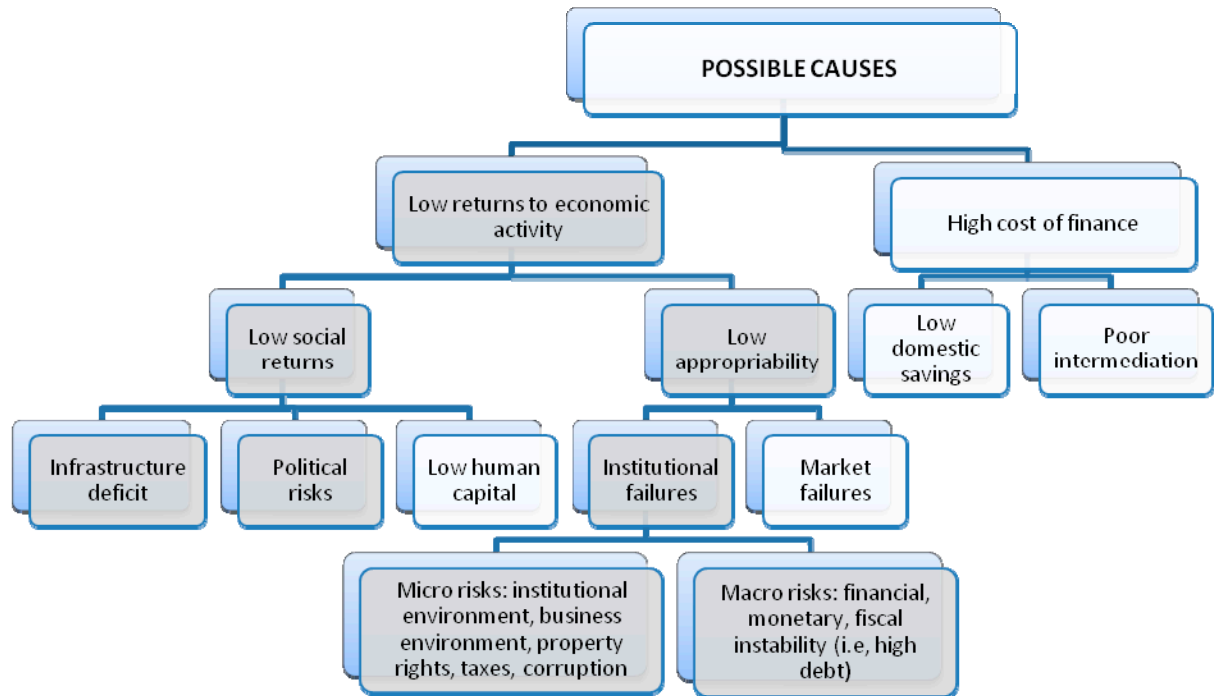 POSSIBLE CAUSES
Low returns to economic
activity
High cost of finance
Low social
returns
Low
appropriability
Low
domestic
savings
Poor
intermediation
Infrastructure
deficit
Political
risks
Low human
capital
Institutional
failures
Market
failures
Micro risks: institutional
environment, business
environment, property
rights, taxes, corruption
Macro risks: financial,
monetary, fiscal
instability (i.e, high
debt)